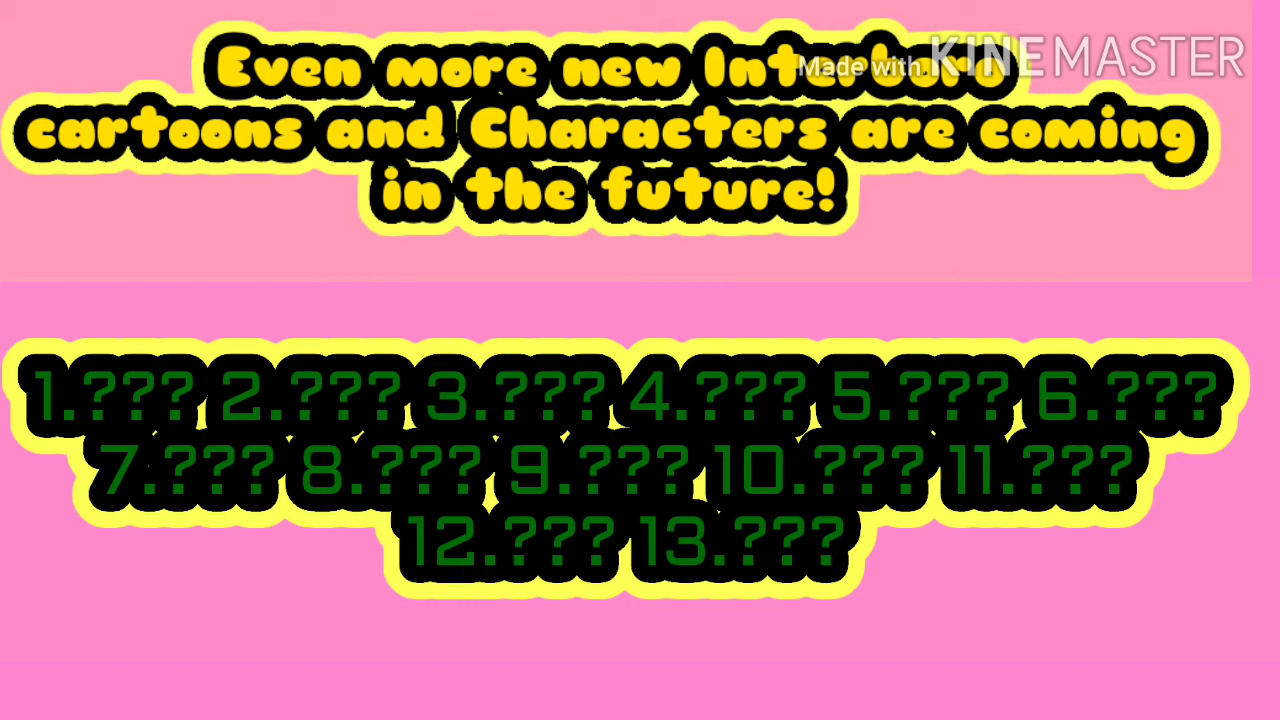 Even more new
Made with KINEMASTER
cartoons and Characters are coming
in the future!
1.??? 2.??? 3.??? 4.??? 5.??? 6.???
7.??? 8.??? 9.??? 10.??? 11.???
12.??? 13.???